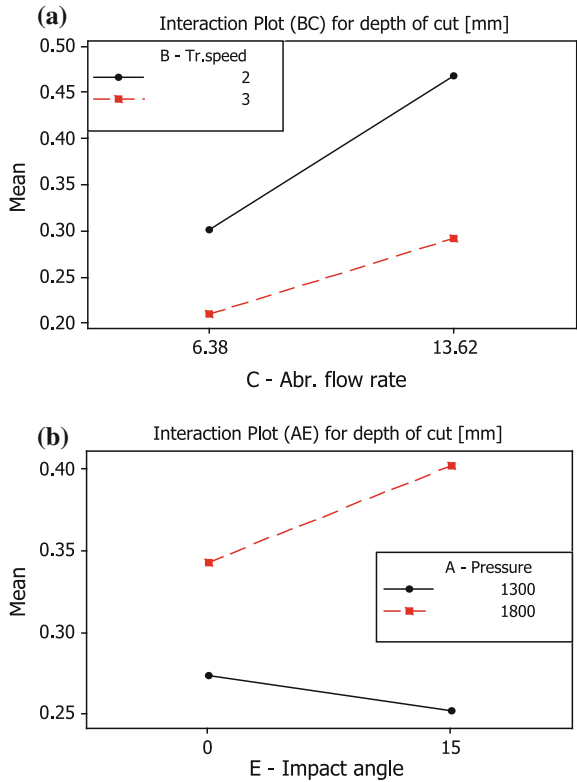 (a)
Interaction Plot (BC) for depth of cut [mm]
0.50
0.45
0.40
0.35
0.30
0.25
0.20
Mean
B - Tr.speed
2
3
6.38
13.62
C - Abr. flow rate
(b)
Interaction Plot (AE) for depth of cut [mm]
0.40
0.35
0.30
0.25
Mean
A - Pressure
1300
1800
0
15
E - Impact angle